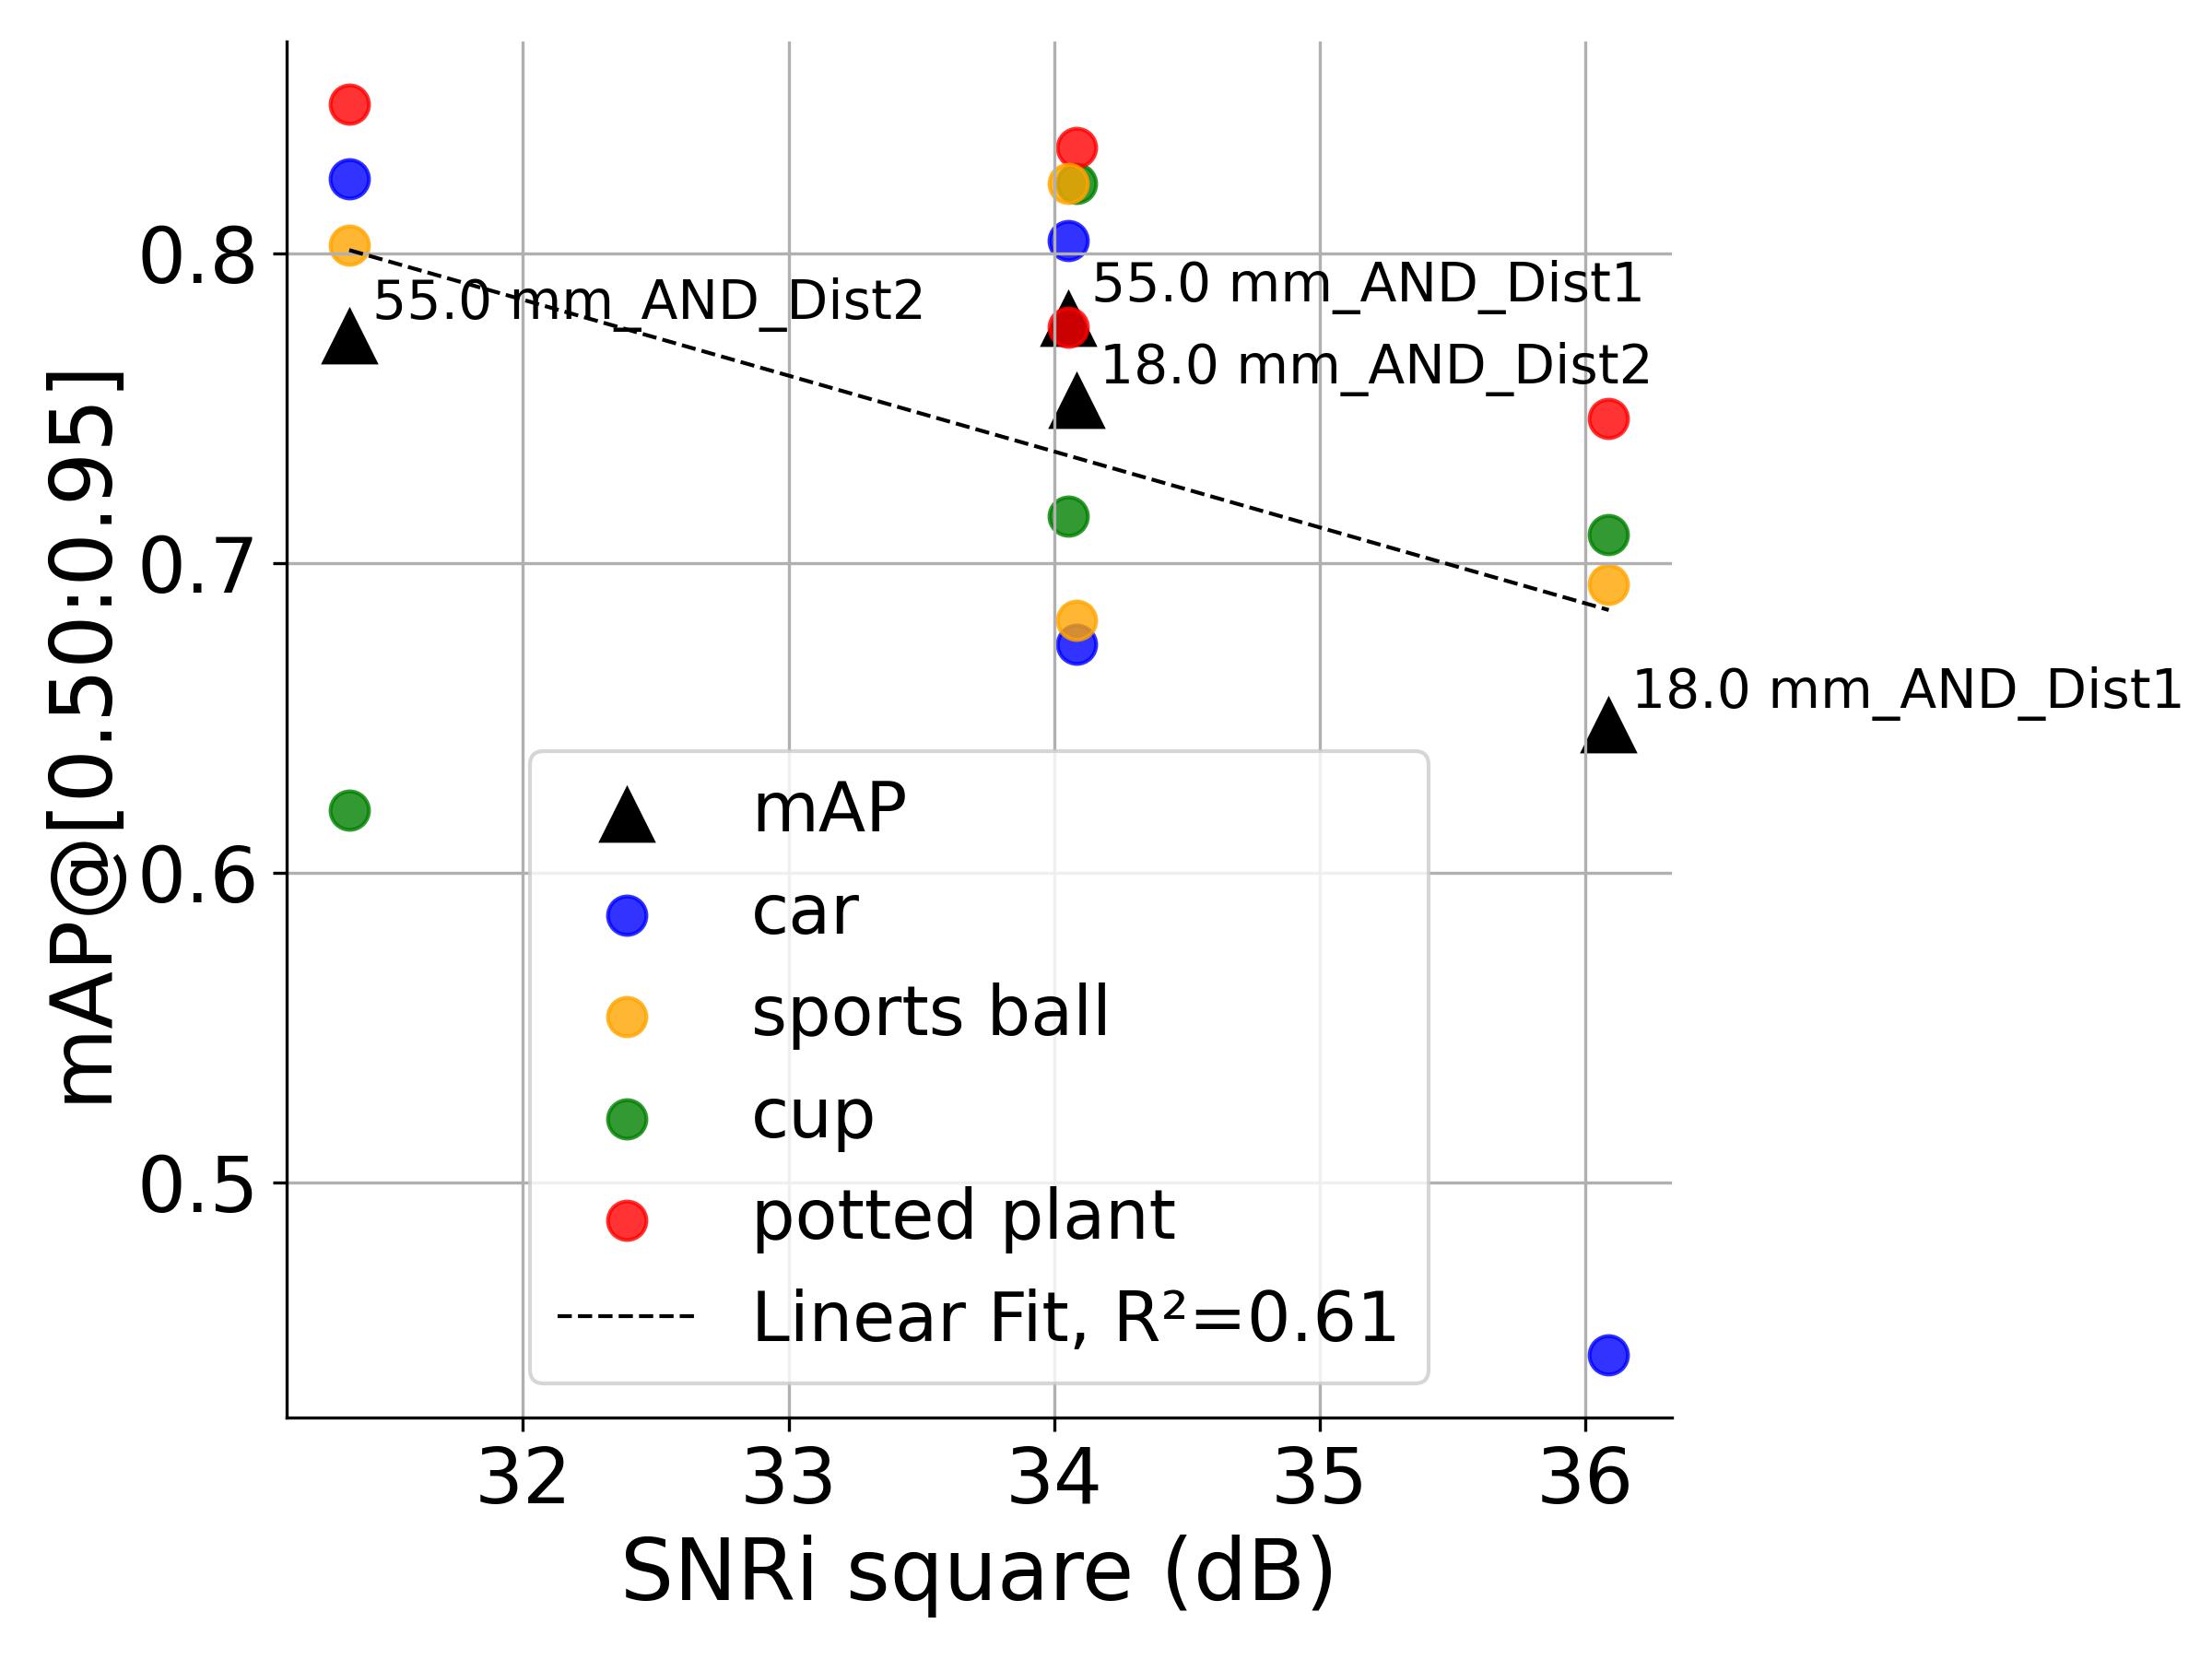 mAP@[0.50:0.95]
0.8
0.7
0.6
0.5
55.0 mm_AND_Dist2
55.0 mm_AND_Dist1
18.0 mm_AND_Dist2
18.0 mm_AND_Dist1
mAP
car
sports ball
cup
potted plant
Linear Fit, R²=0.61
32 33 34 35 36
SNRi square (dB)